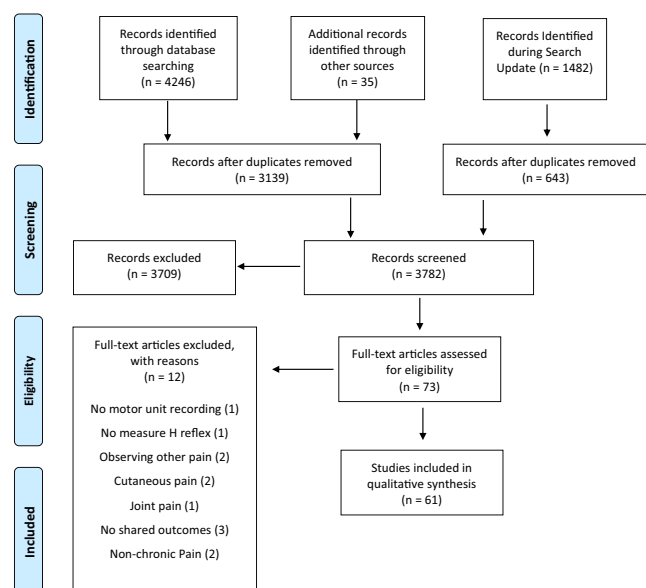 Identification
Records identified
through database
searching
(n = 4246)
Additional records
identified through
other sources
(n = 35)
Records Identified
during Search
Update (n = 1482)
Records after duplicates removed
(n = 3139)
Records after duplicates removed
(n = 643)
Screening
Records excluded
(n = 3709)
Records screened
(n = 3782)
Eligibility
Full-text articles excluded,
with reasons
(n = 12)
No motor unit recording (1)
No measure H reflex (1)
Observing other pain (2)
Cutaneous pain (2)
Joint pain (1)
No shared outcomes (3)
Non-chronic Pain (2)
Full-text articles assessed
for eligibility
(n = 73)
Included
Studies included in
qualitative synthesis
(n = 61)